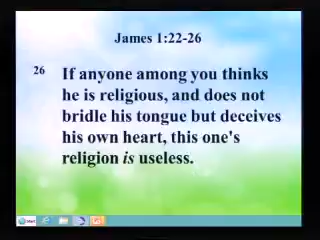 James 1:22-26
26 If anyone among you thinks
he is religious, and does not
bridle his tongue but deceives
his own heart, this one's
religion is useless.
Start